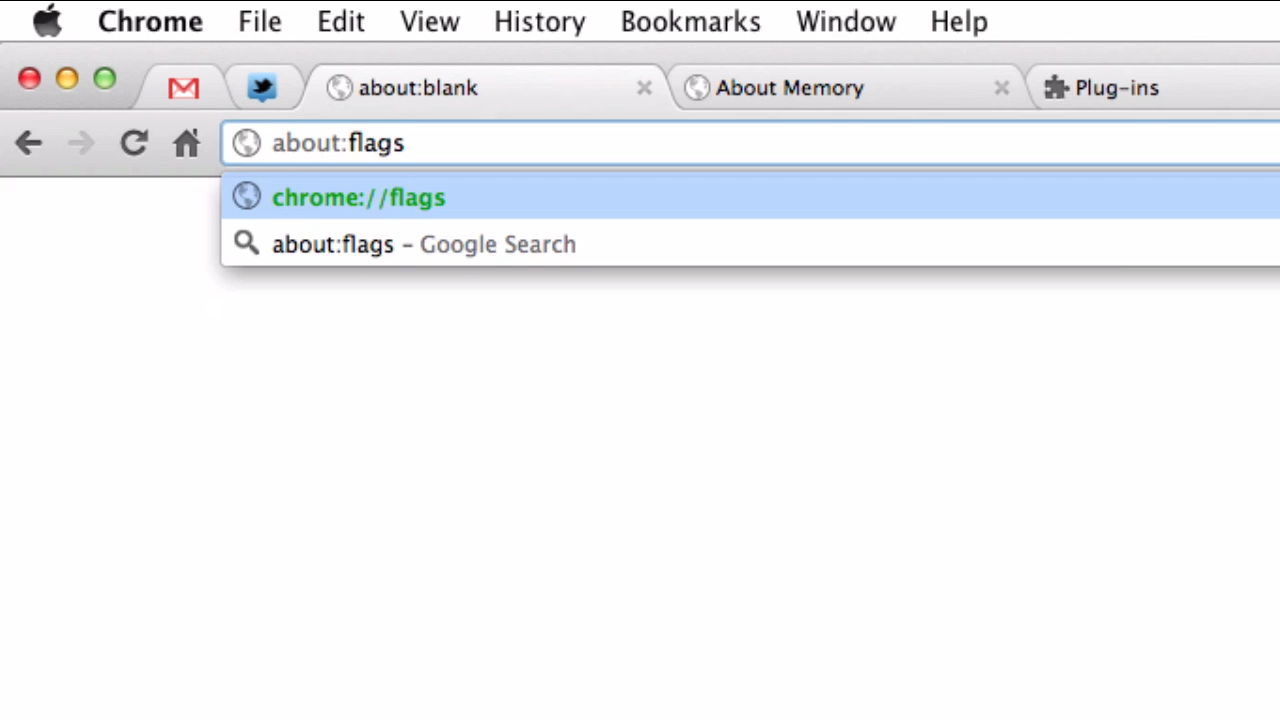 Chrome File Edit View History Bookmarks Window Help
about:blank About Memory Plug-ins
about:flags
chrome://flags
about:flags – Google Search